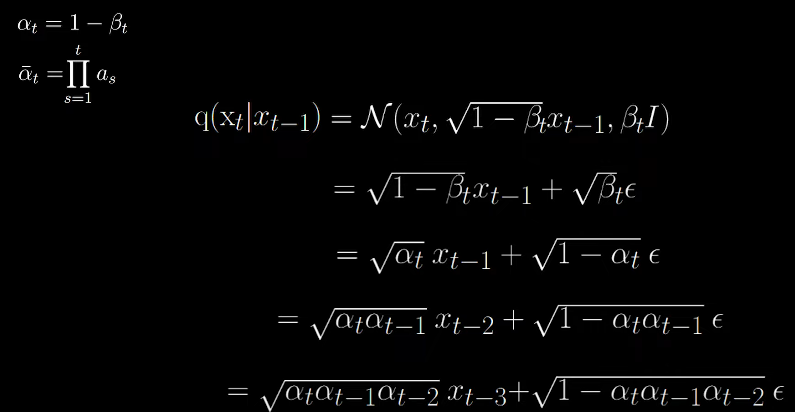 αₜ = 1 − βₜ
ᾱₜ = ∏ₛ₌₁ᵗ aₛ
q(xₜ|xₜ₋₁) = 𝒩(xₜ, √(1 − βₜ)xₜ₋₁, βₜI)
= √(1 − βₜ)xₜ₋₁ + √βₜϵ
= √αₜ xₜ₋₁ + √(1 − αₜ) ϵ
= √(αₜαₜ₋₁) xₜ₋₂ + √(1 − αₜαₜ₋₁) ϵ
= √(αₜαₜ₋₁αₜ₋₂) xₜ₋₃+√(1 − αₜαₜ₋₁αₜ₋₂) ϵ